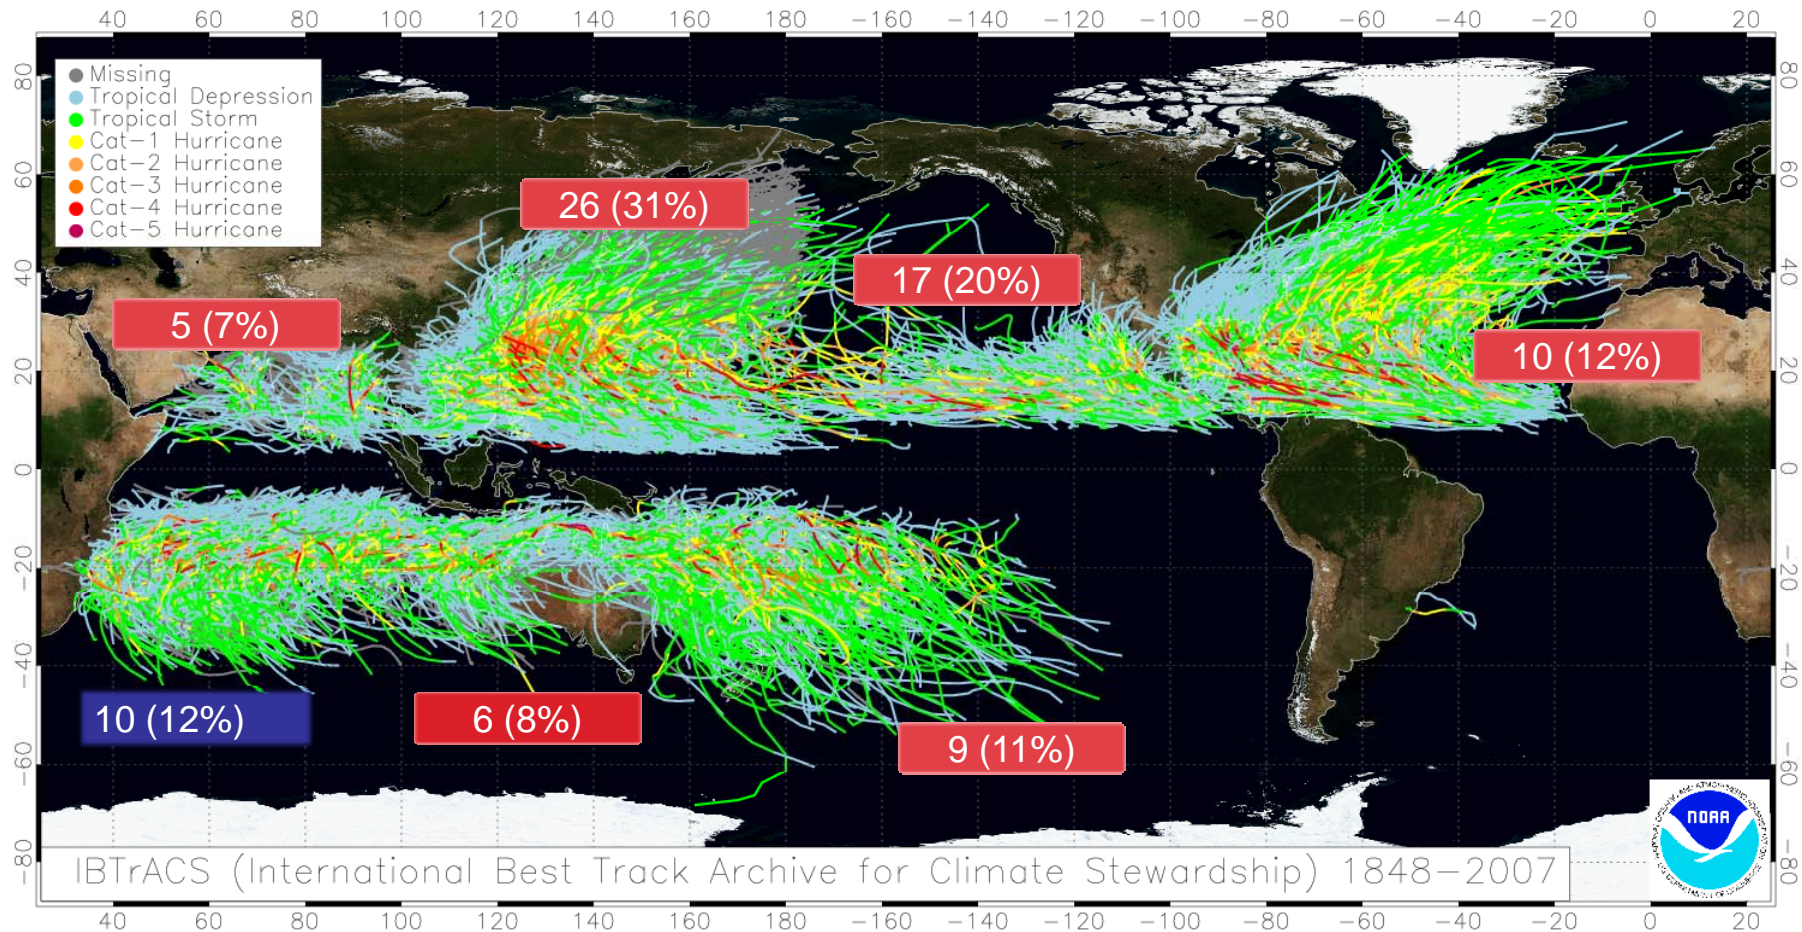 40 60 80 100 120 140 160 180 −160 −140 −120 −100 −80 −60 −40 −20 0 20
80 80
Missing
Tropical Depression
Tropical Storm
Cat−1 Hurricane
Cat−2 Hurricane
Cat−3 Hurricane
Cat−4 Hurricane
Cat−5 Hurricane
60 60
26 (31%)
40 40
17 (20%)
5 (7%)
10 (12%)
20 20
0 0
−20 −20
−40 −40
10 (12%)
6 (8%)
9 (11%)
−60 −60
NOAA
−80 −80
IBTrACS (International Best Track Archive for Climate Stewardship) 1848−2007
40 60 80 100 120 140 160 180 −160 −140 −120 −100 −80 −60 −40 −20 0 20